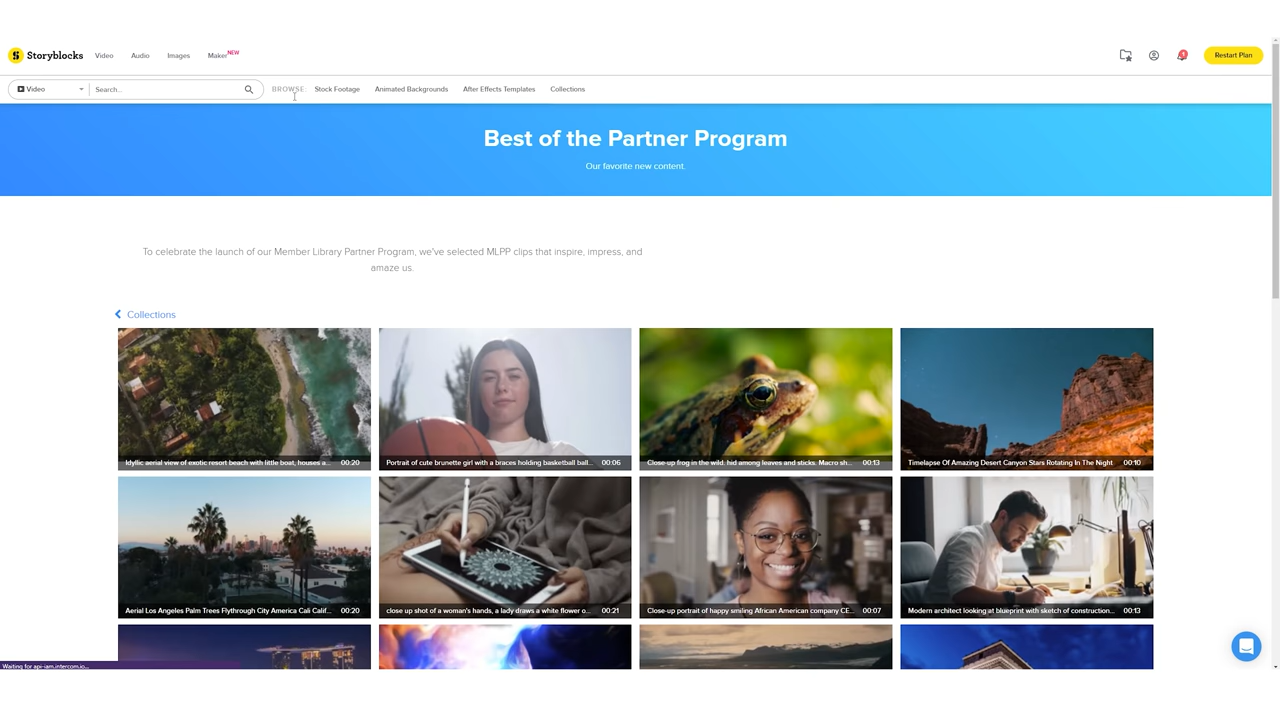 Storyblocks Video Audio Images Maker NEW Restart Plan
Video Search... BROWSE: Stock Footage Animated Backgrounds After Effects Templates Collections
Best of the Partner Program
Our favorite new content.
To celebrate the launch of our Member Library Partner Program, we've selected MLPP clips that inspire, impress, and
amaze us.
Collections
Idyllic aerial view of exotic resort beach with little boat, houses a... 00:20
Portrait of cute brunette girl with a braces holding basketball ball... 00:06
Close-up frog in the wild. hid among leaves and sticks. Macro sh... 00:13
Timelapse Of Amazing Desert Canyon Stars Rotating In The Night 00:10
Aerial Los Angeles Palm Trees Flythrough City America Cali Calif... 00:20
close up shot of a woman's hands, a lady draws a white flower o... 00:21
Close-up portrait of happy smiling African American company CE... 00:07
Modern architect looking at blueprint with sketch of construction... 00:13
Waiting for api-iam.intercom.io...